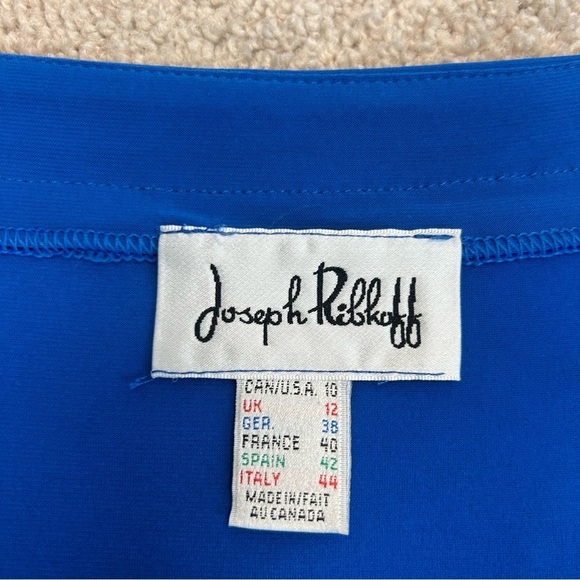 Joseph Ribkoff
CAN/U.S.A. 10
UK 12
GER. 38
FRANCE 40
SPAIN 42
ITALY 44
MADE IN/FAIT
AU CANADA